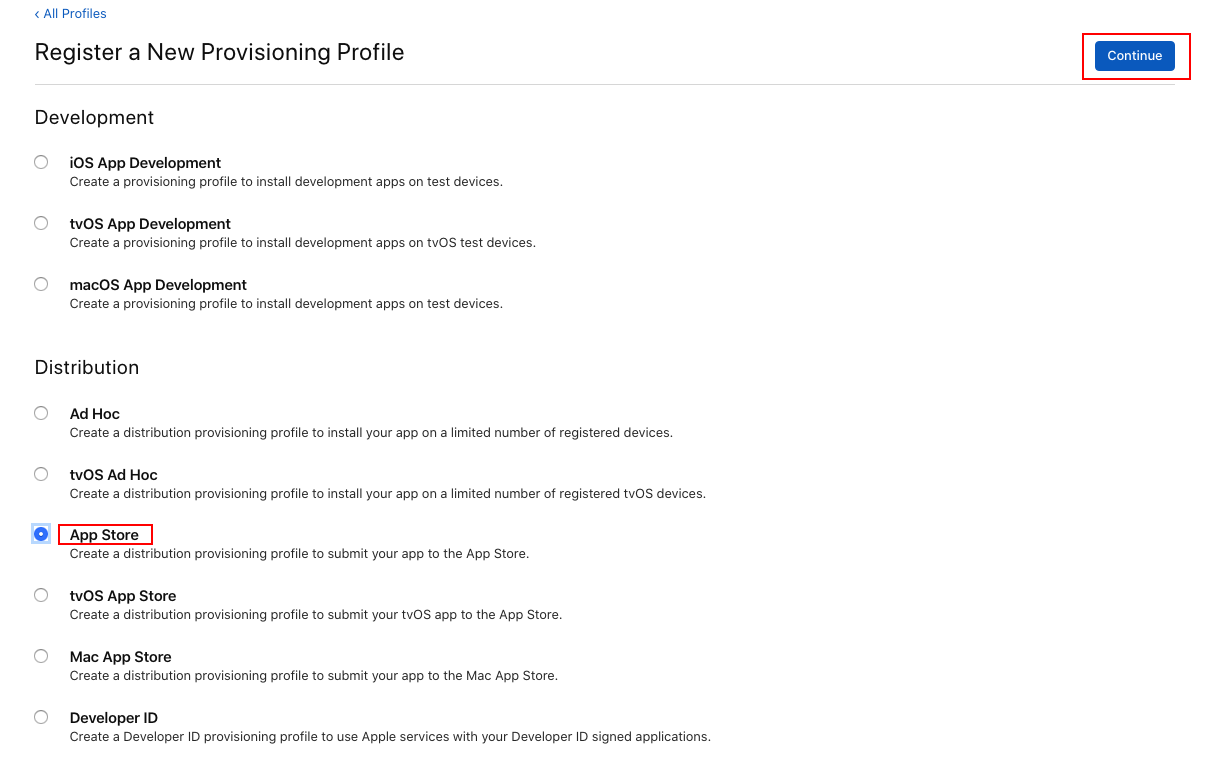 ‹ All Profiles
Register a New Provisioning Profile
Continue
Development
iOS App Development
Create a provisioning profile to install development apps on test devices.
tvOS App Development
Create a provisioning profile to install development apps on tvOS test devices.
macOS App Development
Create a provisioning profile to install development apps on test devices.
Distribution
Ad Hoc
Create a distribution provisioning profile to install your app on a limited number of registered devices.
tvOS Ad Hoc
Create a distribution provisioning profile to install your app on a limited number of registered tvOS devices.
App Store
Create a distribution provisioning profile to submit your app to the App Store.
tvOS App Store
Create a distribution provisioning profile to submit your tvOS app to the App Store.
Mac App Store
Create a distribution provisioning profile to submit your app to the Mac App Store.
Developer ID
Create a Developer ID provisioning profile to use Apple services with your Developer ID signed applications.